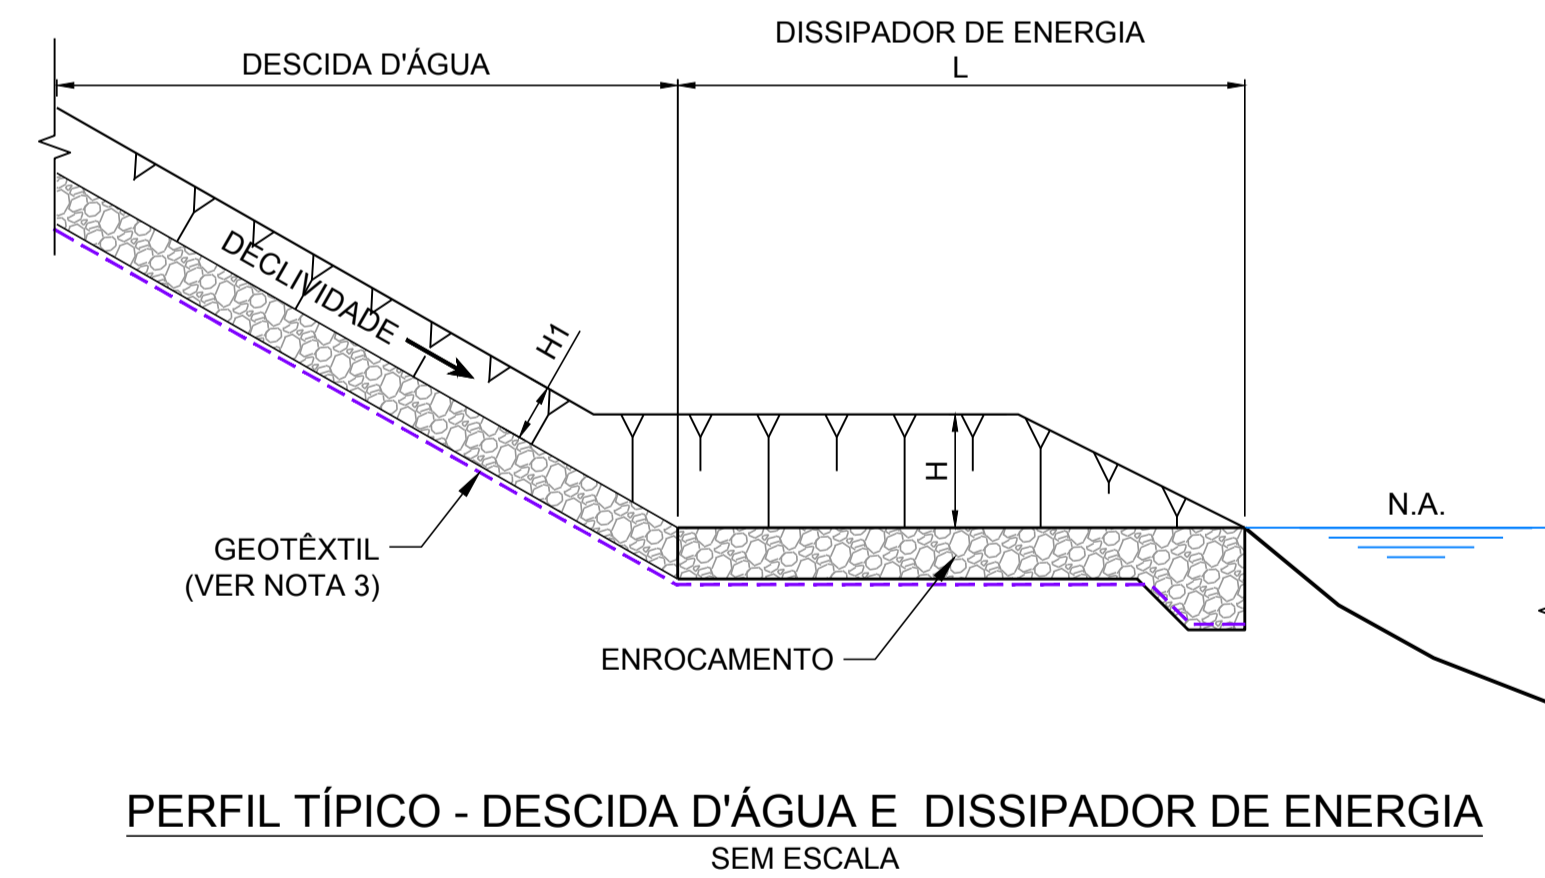 DISSIPADOR DE ENERGIA
DESCIDA D'ÁGUA
L
DECLIVIDADE
H1
H
N.A.
GEOTÊXTIL
(VER NOTA 3)
ENROCAMENTO
PERFIL TÍPICO - DESCIDA D'ÁGUA E DISSIPADOR DE ENERGIA
SEM ESCALA